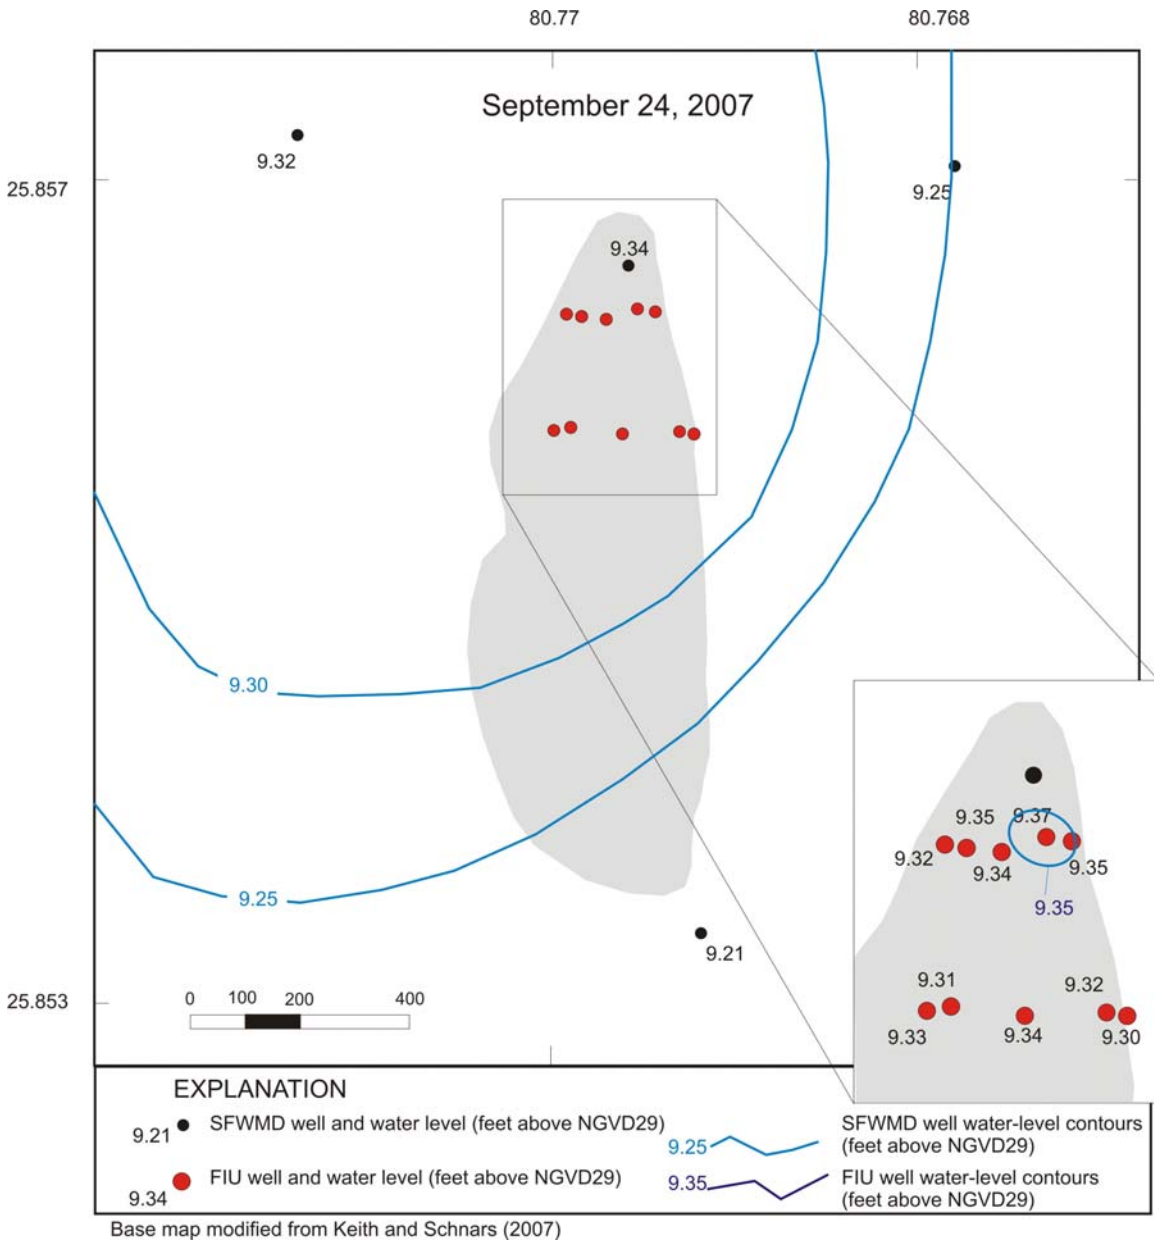 80.77
80.768
September 24, 2007
9.32
25.857
9.25
9.34
9.30
9.25
9.21
25.853
0 100 200 400
9.37
9.35
9.32
9.34
9.35
9.35
9.31
9.32
9.33
9.34
9.30
EXPLANATION
9.21 SFWMD well and water level (feet above NGVD29)
9.34 FIU well and water level (feet above NGVD29)
9.25 SFWMD well water-level contours
(feet above NGVD29)
9.35 FIU well water-level contours
(feet above NGVD29)
Base map modified from Keith and Schnars (2007)